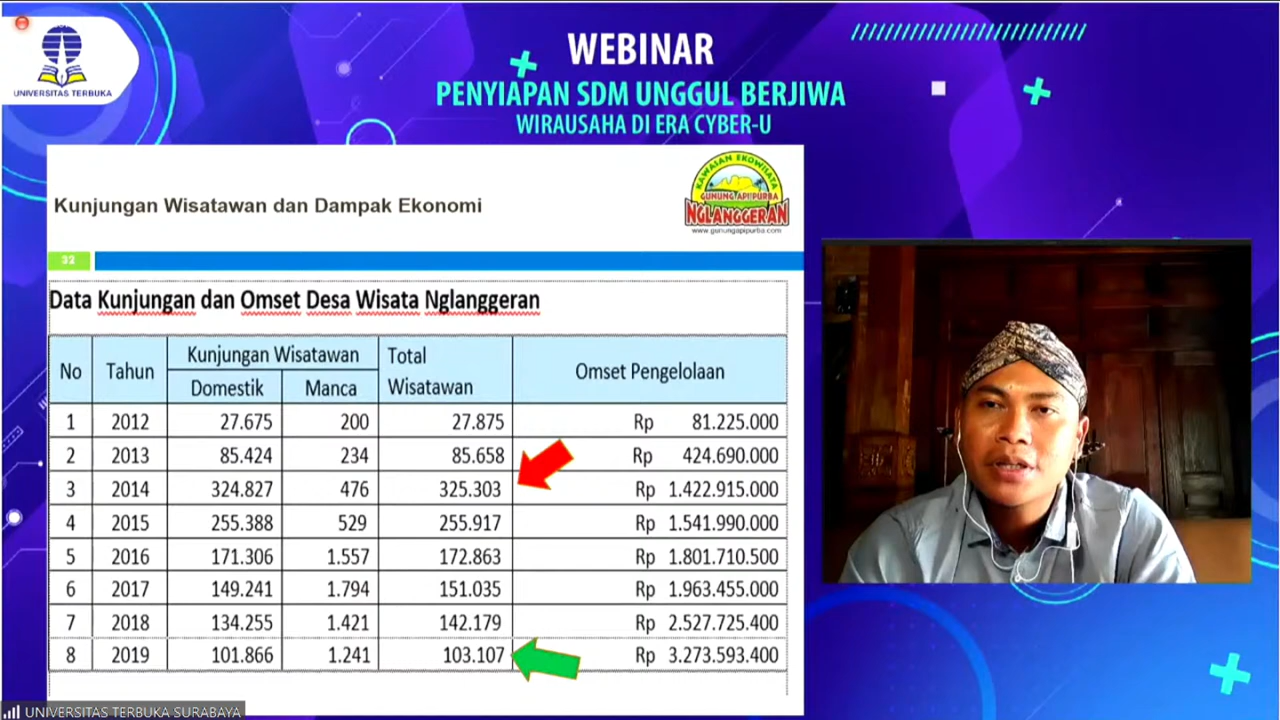 UNIVERSITAS TERBUKA
WEBINAR
PENYIAPAN SDM UNGGUL BERJIWA
WIRAUSAHA DI ERA CYBER-U
Kunjungan Wisatawan dan Dampak Ekonomi
KAWASAN EKOWISATA
GUNUNG API PURBA
NGLANGGERAN
www.gunungapipurba.com
32
Data Kunjungan dan Omset Desa Wisata Nglanggeran
No Tahun Kunjungan Wisatawan Total Wisatawan Omset Pengelolaan
Domestik Manca
1 2012 27.675 200 27.875 Rp 81.225.000
2 2013 85.424 234 85.658 Rp 424.690.000
3 2014 324.827 476 325.303 Rp 1.422.915.000
4 2015 255.388 529 255.917 Rp 1.541.990.000
5 2016 171.306 1.557 172.863 Rp 1.801.710.500
6 2017 149.241 1.794 151.035 Rp 1.963.455.000
7 2018 134.255 1.421 142.179 Rp 2.527.725.400
8 2019 101.866 1.241 103.107 Rp 3.273.593.400
UNIVERSITAS TERBUKA SURABAYA